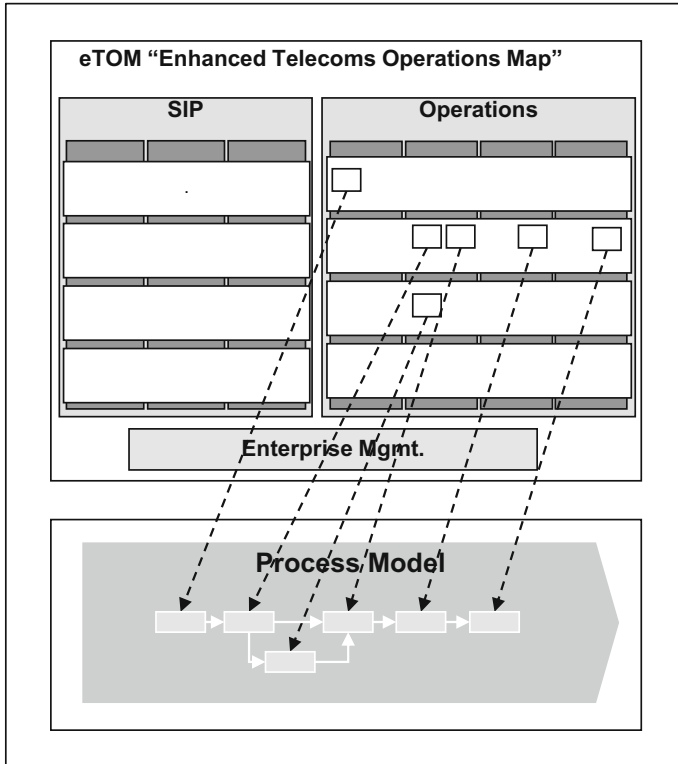 eTOM “Enhanced Telecoms Operations Map”
SIP
Operations
Enterprise Mgmt.
Process Model